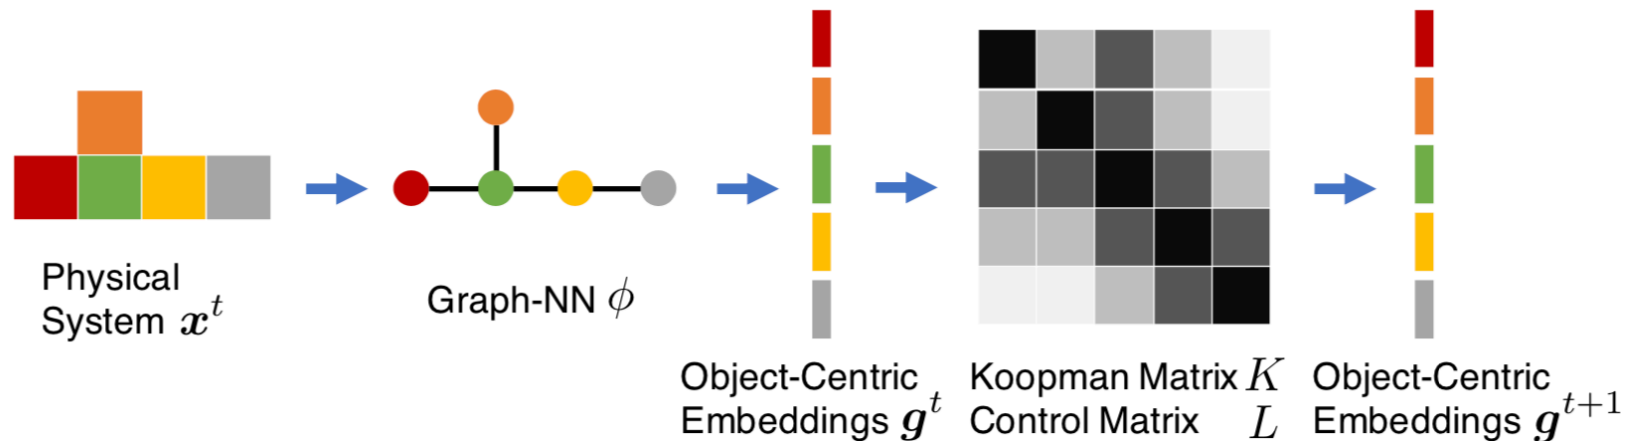 Physical
System x^t
Graph-NN ϕ
Object-Centric
Embeddings g^t
Koopman Matrix K
Control Matrix L
Object-Centric
Embeddings g^{t+1}